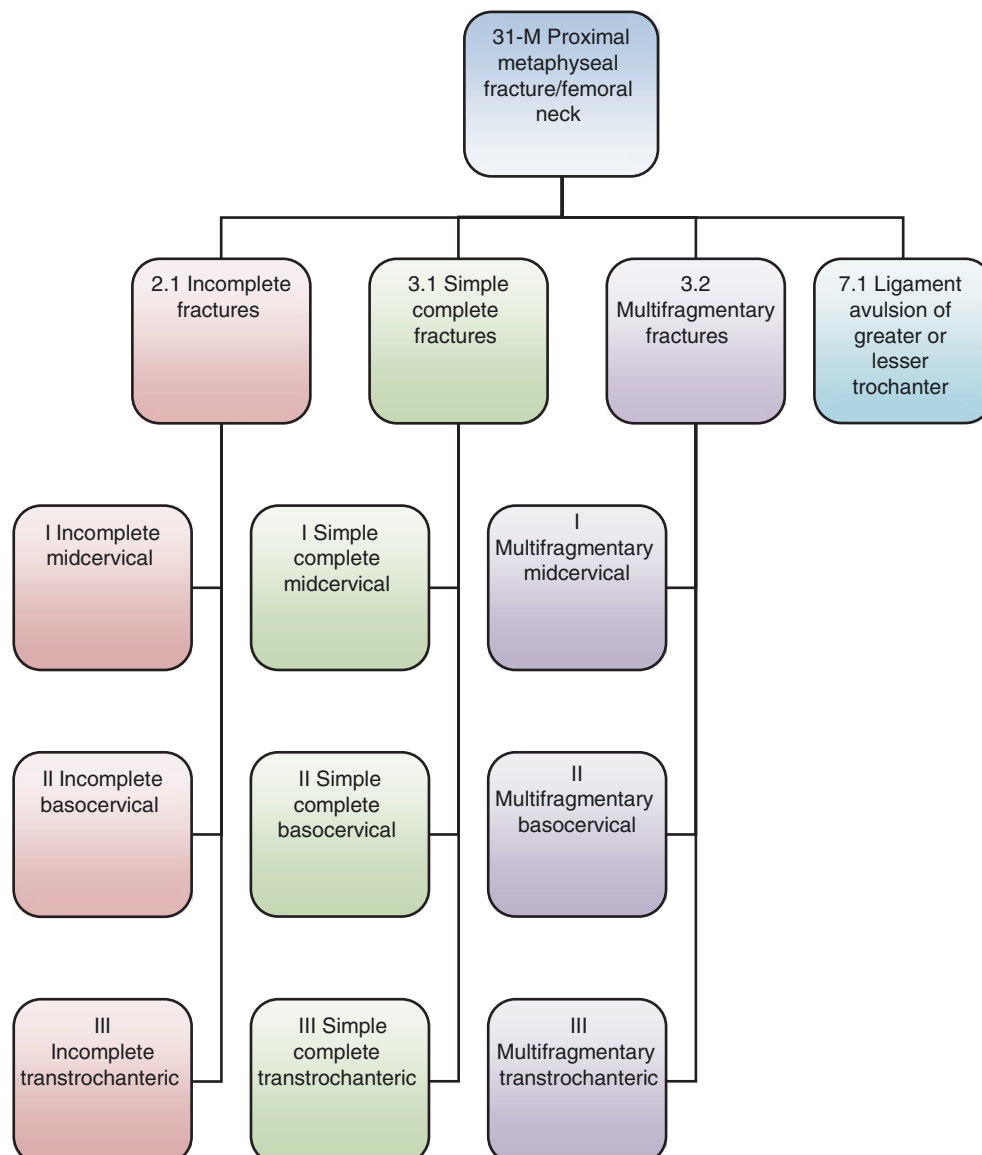 31-M Proximal
metaphyseal
fracture/femoral
neck
2.1 Incomplete
fractures
3.1 Simple
complete
fractures
3.2
Multifragmentary
fractures
7.1 Ligament
avulsion of
greater or
lesser
trochanter
I Incomplete
midcervical
I Simple
complete
midcervical
I
Multifragmentary
midcervical
II Incomplete
basocervical
II Simple
complete
basocervical
II
Multifragmentary
basocervical
III
Incomplete
transtrochanteric
III Simple
complete
transtrochanteric
III
Multifragmentary
transtrochanteric